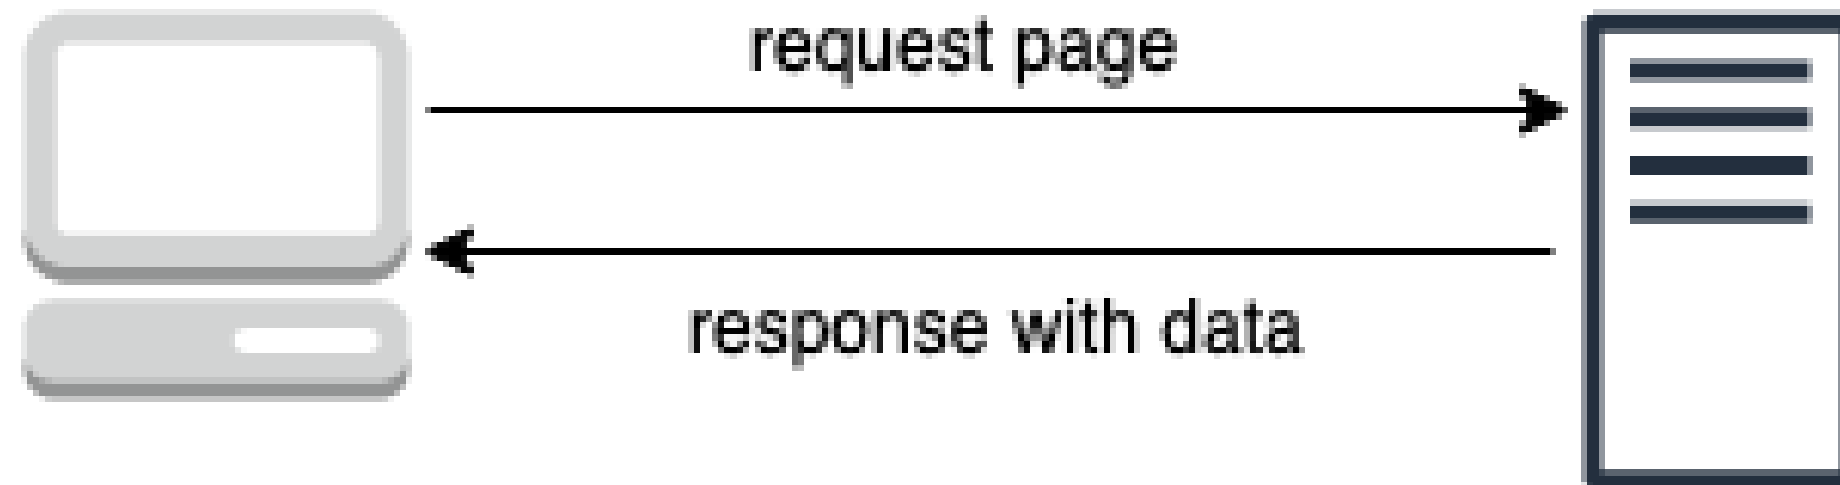 request page
response with data